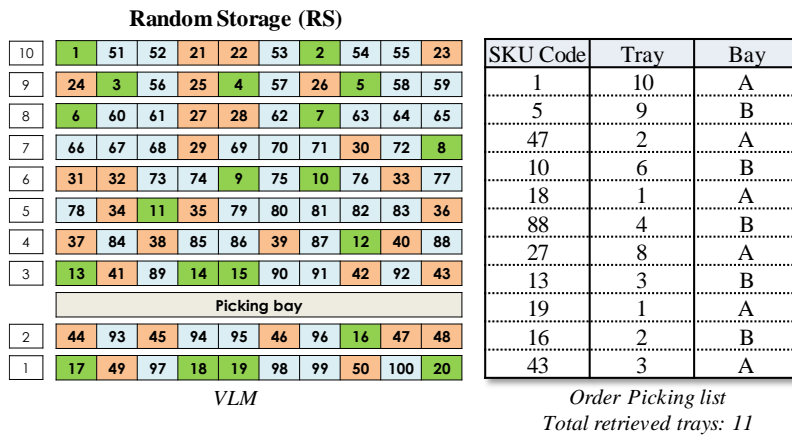 Random Storage (RS)
10 1 51 52 21 22 53 2 54 55 23
9 24 3 56 25 4 57 26 5 58 59
8 6 60 61 27 28 62 7 63 64 65
7 66 67 68 29 69 70 71 30 72 8
6 31 32 73 74 9 75 10 76 33 77
5 78 34 11 35 79 80 81 82 83 36
4 37 84 38 85 86 39 87 12 40 88
3 13 41 89 14 15 90 91 42 92 43
Picking bay
2 44 93 45 94 95 46 96 16 47 48
1 17 49 97 18 19 98 99 50 100 20
VLM
SKU Code Tray Bay
1 10 A
5 9 B
47 2 A
10 6 B
18 1 A
88 4 B
27 8 A
13 3 B
19 1 A
16 2 B
43 3 A
Order Picking list
Total retrieved trays: 11